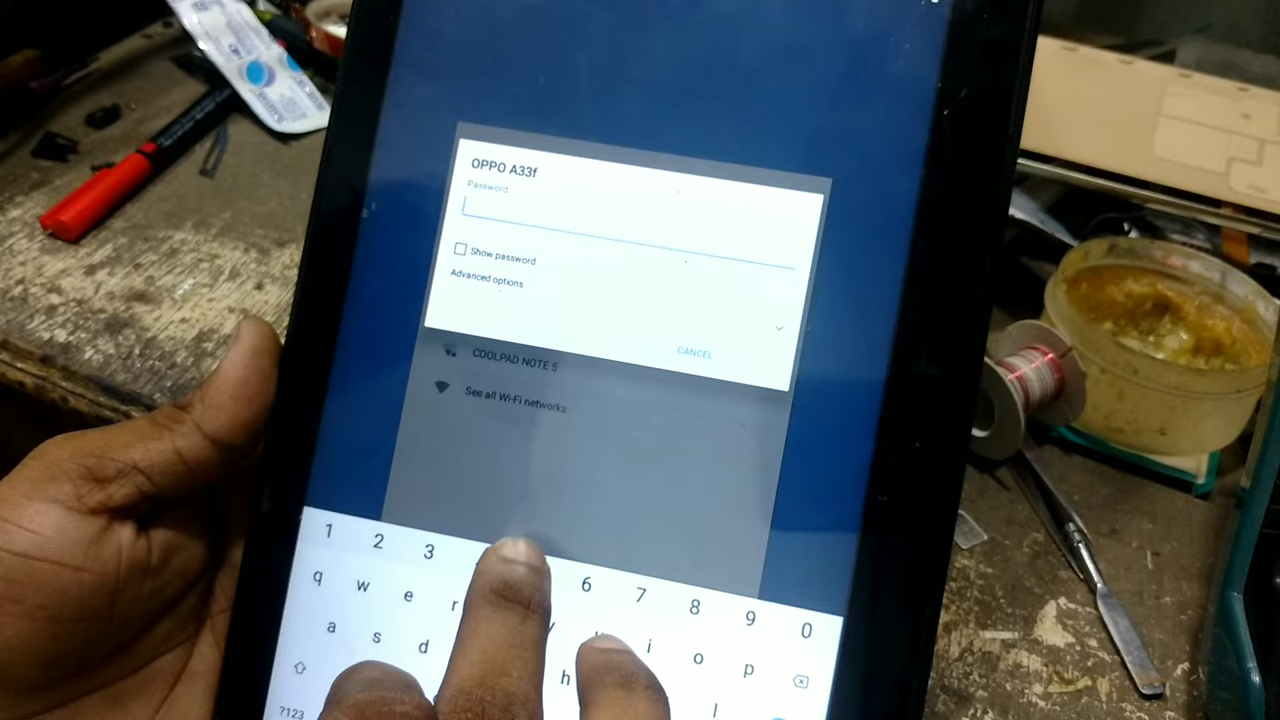 OPPO A33f
Password
Show password
Advanced options
CANCEL
COOLPAD NOTE 5
See all Wi-Fi networks
1 2 3 6 7 8 9 0
q w e r i o p
a s d h l
?123